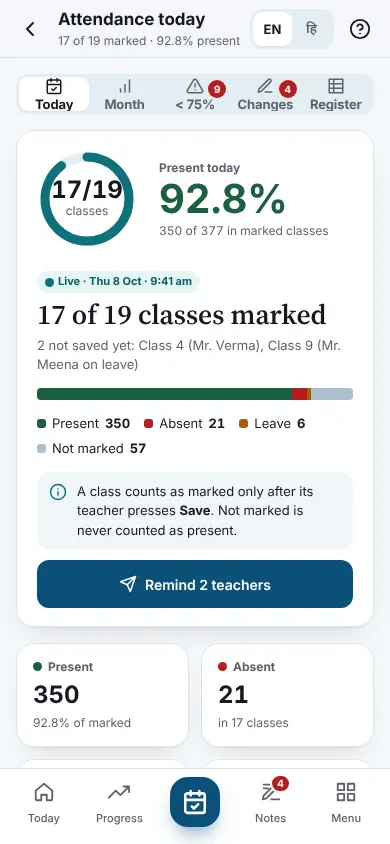 Attendance today
17 of 19 marked · 92.8% present
EN
हि
Today
Month
< 75%
9
Changes
4
Register
17/19
classes
Present today
92.8%
350 of 377 in marked classes
Live · Thu 8 Oct · 9:41 am
17 of 19 classes marked
2 not saved yet: Class 4 (Mr. Verma), Class 9 (Mr.
Meena on leave)
Present 350
Absent 21
Leave 6
Not marked 57
A class counts as marked only after its
teacher presses Save. Not marked is
never counted as present.
Remind 2 teachers
Present
350
92.8% of marked
Absent
21
in 17 classes
Today
Progress
Notes
4
Menu